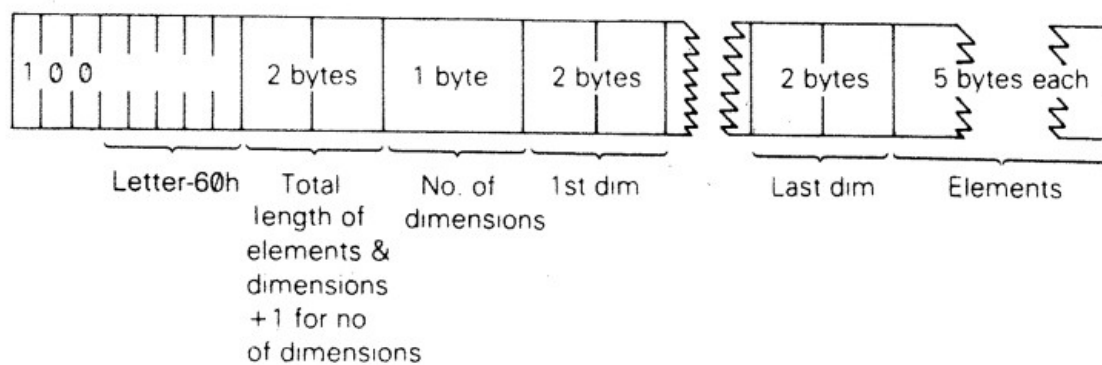 1 0 0
2 bytes
1 byte
2 bytes
2 bytes
5 bytes each
Letter-60h
Total
length of
elements &
dimensions
+1 for no
of dimensions
No. of
dimensions
1st dim
Last dim
Elements